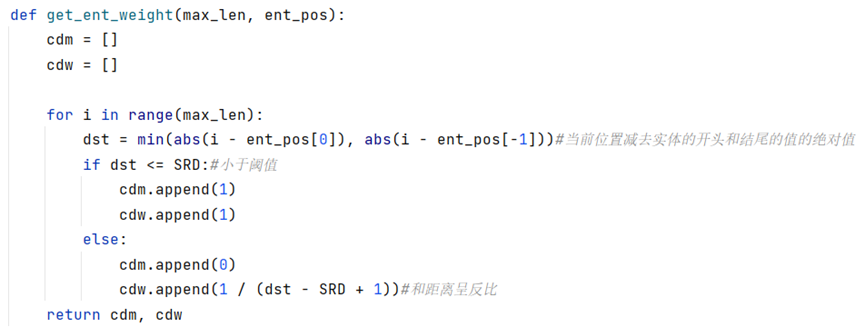 def get_ent_weight(max_len, ent_pos):
    cdm = []
    cdw = []

    for i in range(max_len):
        dst = min(abs(i - ent_pos[0]), abs(i - ent_pos[-1]))#当前位置减去实体的开头和结尾的值的绝对值
        if dst <= SRD:#小于阈值
            cdm.append(1)
            cdw.append(1)
        else:
            cdm.append(0)
            cdw.append(1 / (dst - SRD + 1))#和距离呈反比
    return cdm, cdw